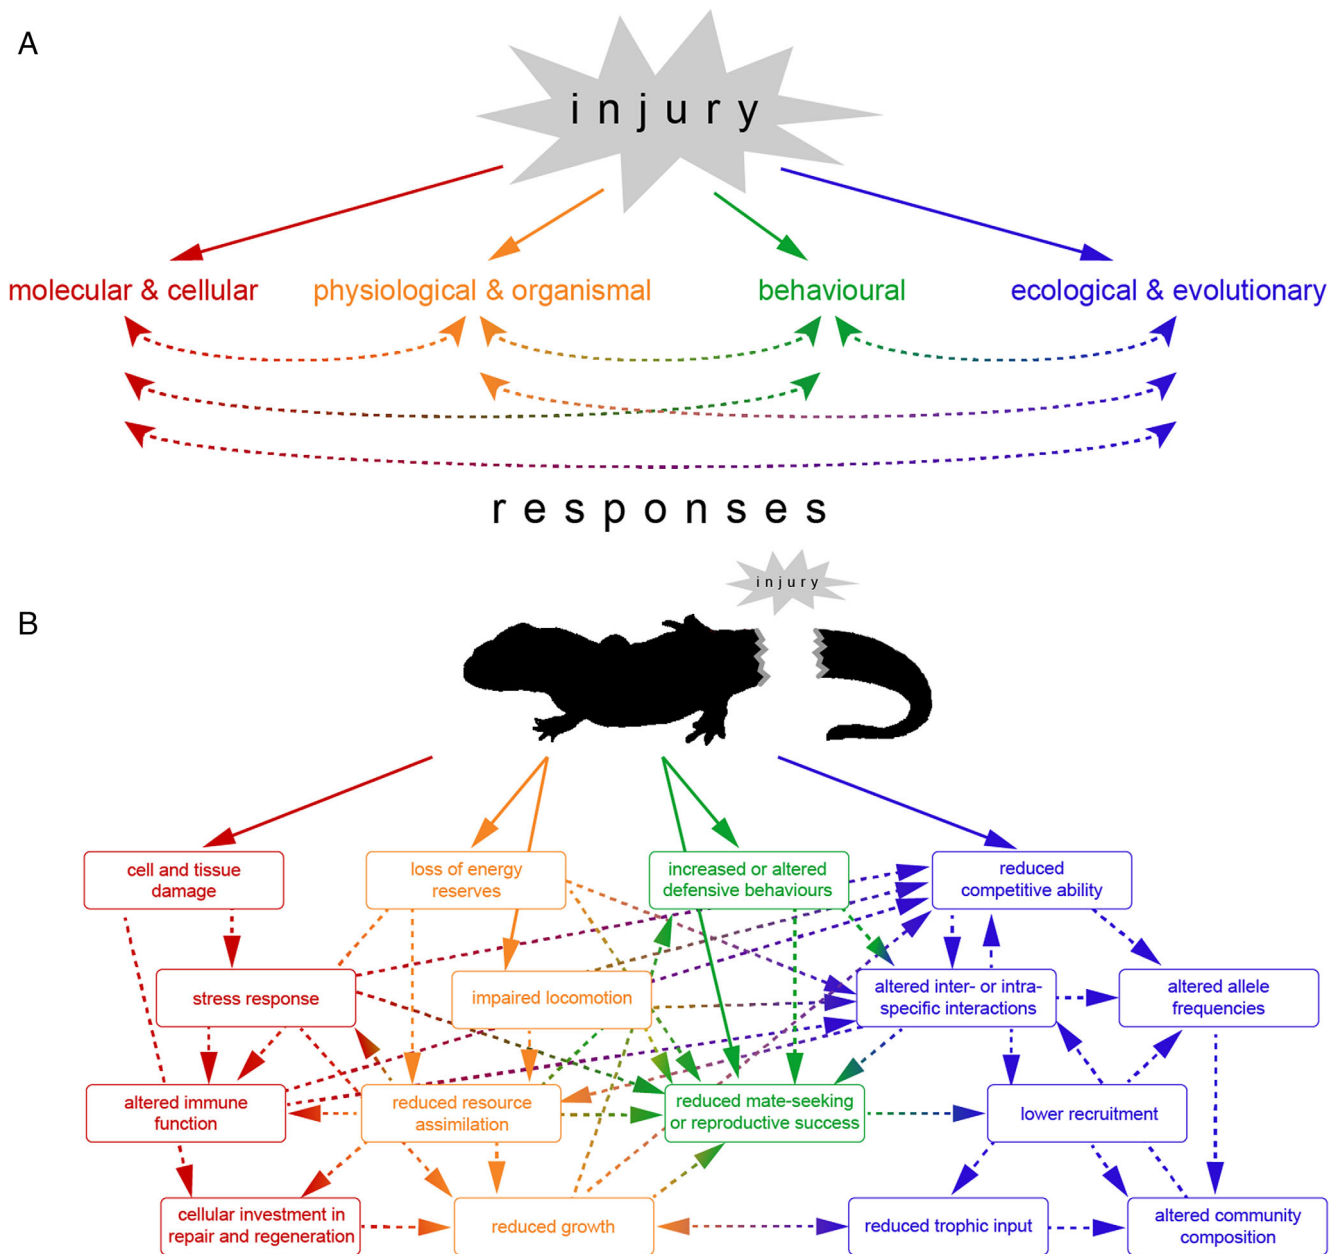 A
i n j u r y
molecular & cellular physiological & organismal behavioural ecological & evolutionary
r e s p o n s e s
i n j u r y
B
cell and tissue
damage
loss of energy
reserves
increased or altered
defensive behaviours
reduced
competitive ability
stress response
impaired locomotion
altered inter- or intra-
specific interactions
altered allele
frequencies
altered immune
function
reduced resource
assimilation
reduced mate-seeking
or reproductive success
lower recruitment
cellular investment in
repair and regeneration
reduced growth
reduced trophic input
altered community
composition